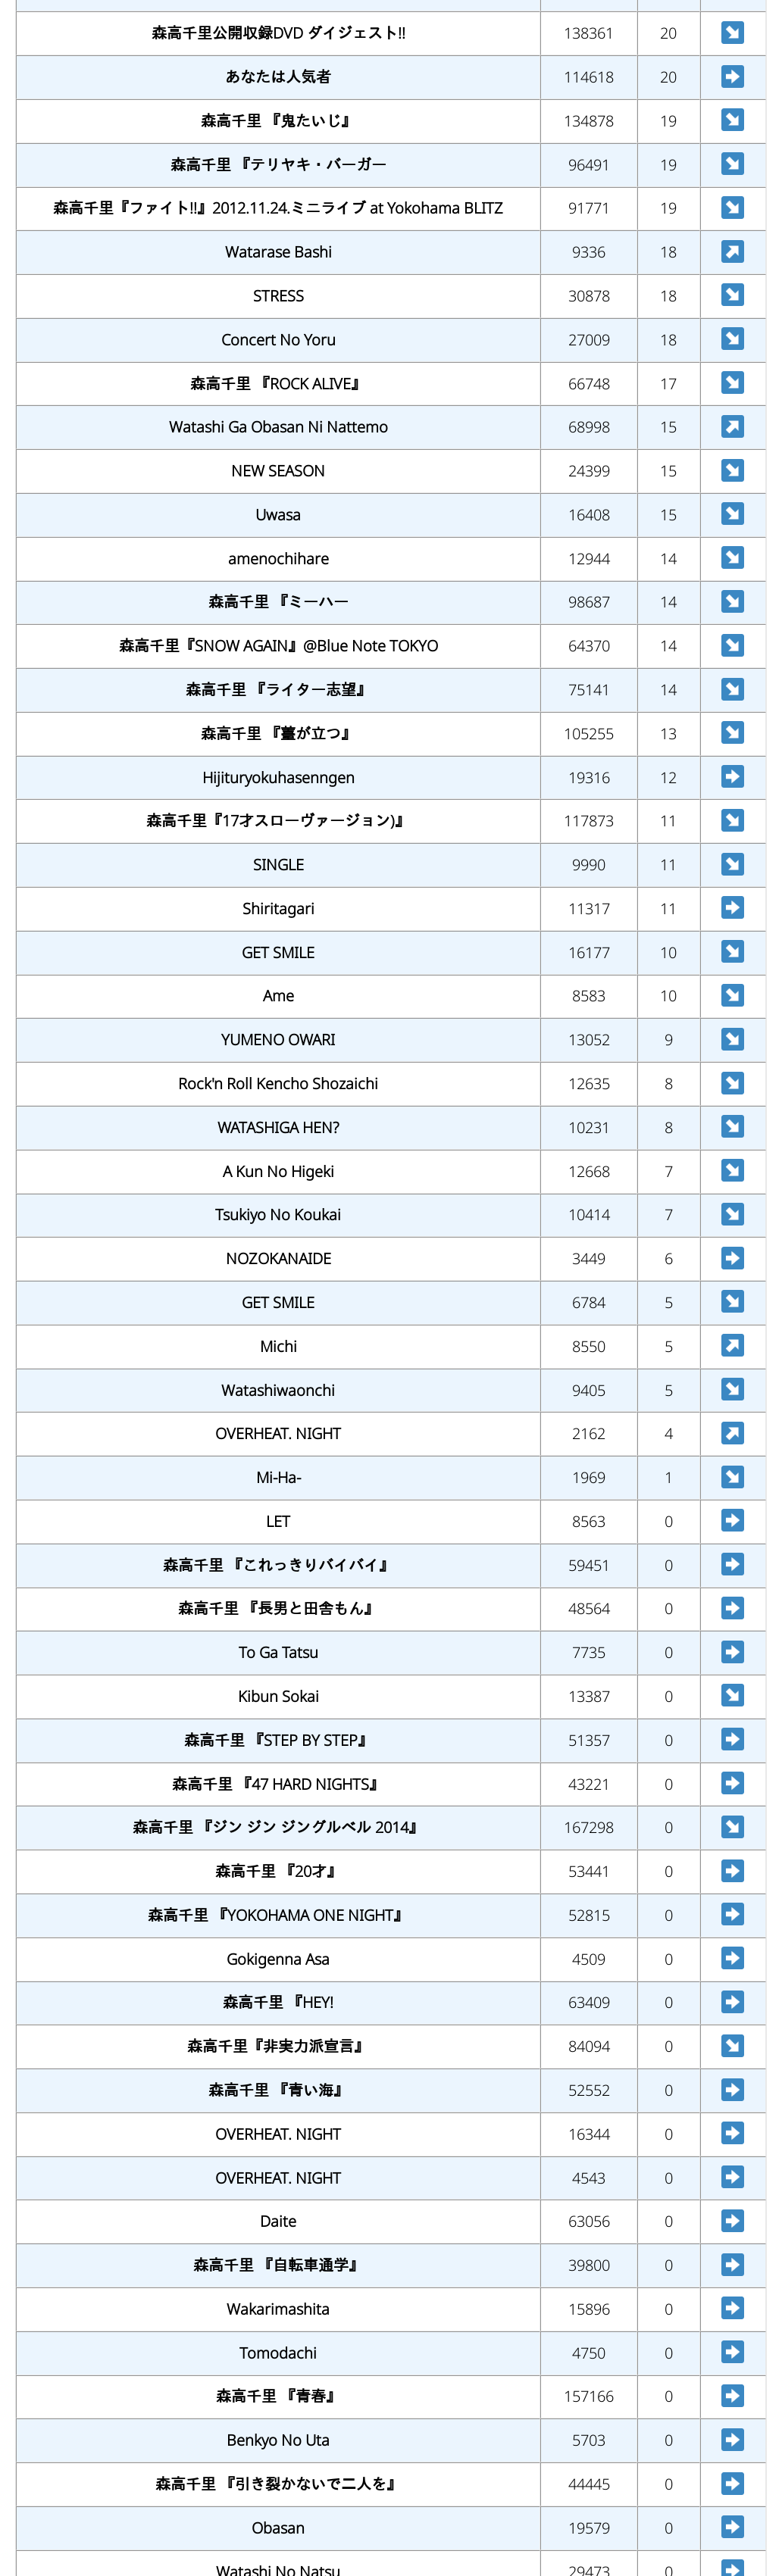 森高千里公開収録DVD ダイジェスト!! 138361 20 ↘
あなたは人気者 114618 20 ➡
森高千里 『鬼たいじ』 134878 19 ↘
森高千里 『テリヤキ・バーガー 96491 19 ↘
森高千里『ファイト!!』2012.11.24.ミニライブ at Yokohama BLITZ 91771 19 ↘
Watarase Bashi 9336 18 ↗
STRESS 30878 18 ↘
Concert No Yoru 27009 18 ↘
森高千里 『ROCK ALIVE』 66748 17 ↘
Watashi Ga Obasan Ni Nattemo 68998 15 ↗
NEW SEASON 24399 15 ↘
Uwasa 16408 15 ↘
amenochihare 12944 14 ↘
森高千里 『ミーハー 98687 14 ↘
森高千里『SNOW AGAIN』@Blue Note TOKYO 64370 14 ↘
森高千里 『ライター志望』 75141 14 ↘
森高千里 『薹が立つ』 105255 13 ↘
Hijituryokuhasenngen 19316 12 ➡
森高千里『17才スローヴァージョン)』 117873 11 ↘
SINGLE 9990 11 ↘
Shiritagari 11317 11 ➡
GET SMILE 16177 10 ↘
Ame 8583 10 ↘
YUMENO OWARI 13052 9 ↘
Rock'n Roll Kencho Shozaichi 12635 8 ↘
WATASHIGA HEN? 10231 8 ↘
A Kun No Higeki 12668 7 ↘
Tsukiyo No Koukai 10414 7 ↘
NOZOKANAIDE 3449 6 ➡
GET SMILE 6784 5 ↘
Michi 8550 5 ↗
Watashiwaonchi 9405 5 ↘
OVERHEAT. NIGHT 2162 4 ↗
Mi-Ha- 1969 1 ↘
LET 8563 0 ➡
森高千里 『これっきりバイバイ』 59451 0 ➡
森高千里 『長男と田舎もん』 48564 0 ➡
To Ga Tatsu 7735 0 ➡
Kibun Sokai 13387 0 ↘
森高千里 『STEP BY STEP』 51357 0 ➡
森高千里 『47 HARD NIGHTS』 43221 0 ➡
森高千里 『ジン ジン ジングルベル 2014』 167298 0 ↘
森高千里 『20才』 53441 0 ➡
森高千里 『YOKOHAMA ONE NIGHT』 52815 0 ➡
Gokigenna Asa 4509 0 ➡
森高千里 『HEY! 63409 0 ➡
森高千里『非実力派宣言』 84094 0 ↘
森高千里 『青い海』 52552 0 ➡
OVERHEAT. NIGHT 16344 0 ➡
OVERHEAT. NIGHT 4543 0 ➡
Daite 63056 0 ➡
森高千里 『自転車通学』 39800 0 ➡
Wakarimashita 15896 0 ➡
Tomodachi 4750 0 ➡
森高千里 『青春』 157166 0 ➡
Benkyo No Uta 5703 0 ➡
森高千里 『引き裂かないで二人を』 44445 0 ➡
Obasan 19579 0 ➡
Watashi No Natsu 29473 0 ➡